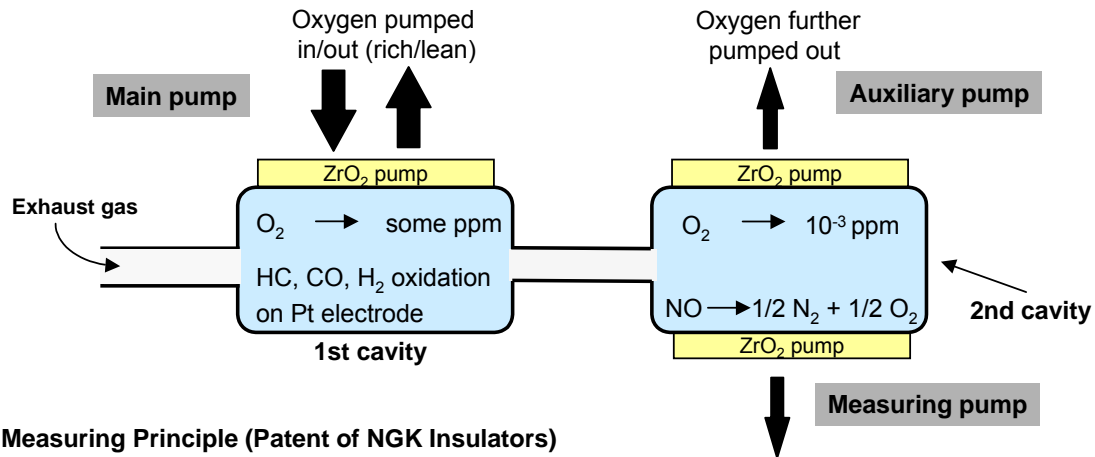 Oxygen pumped
in/out (rich/lean)
Main pump
ZrO₂ pump
Exhaust gas
O₂ → some ppm
HC, CO, H₂ oxidation
on Pt electrode
1st cavity
Oxygen further
pumped out
Auxiliary pump
ZrO₂ pump
O₂ → 10⁻³ ppm
NO → 1/2 N₂ + 1/2 O₂
2nd cavity
ZrO₂ pump
Measuring pump
Measuring Principle (Patent of NGK Insulators)